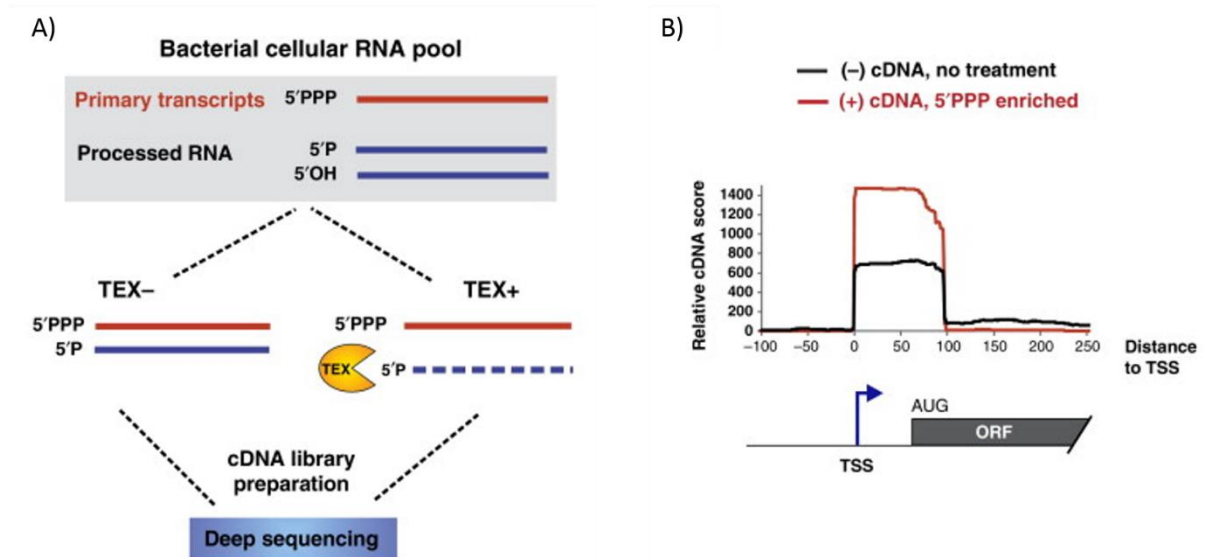 A)
Bacterial cellular RNA pool
Primary transcripts 5′PPP
Processed RNA 5′P
5′OH
TEX–
TEX+
5′PPP
5′P
5′PPP
TEX 5′P
cDNA library
preparation
Deep sequencing
B)
(–) cDNA, no treatment
(+) cDNA, 5′PPP enriched
Relative cDNA score
1400
1200
1000
800
600
400
200
0
–100 –50 0 50 100 150 200 250
Distance
to TSS
AUG
ORF
TSS